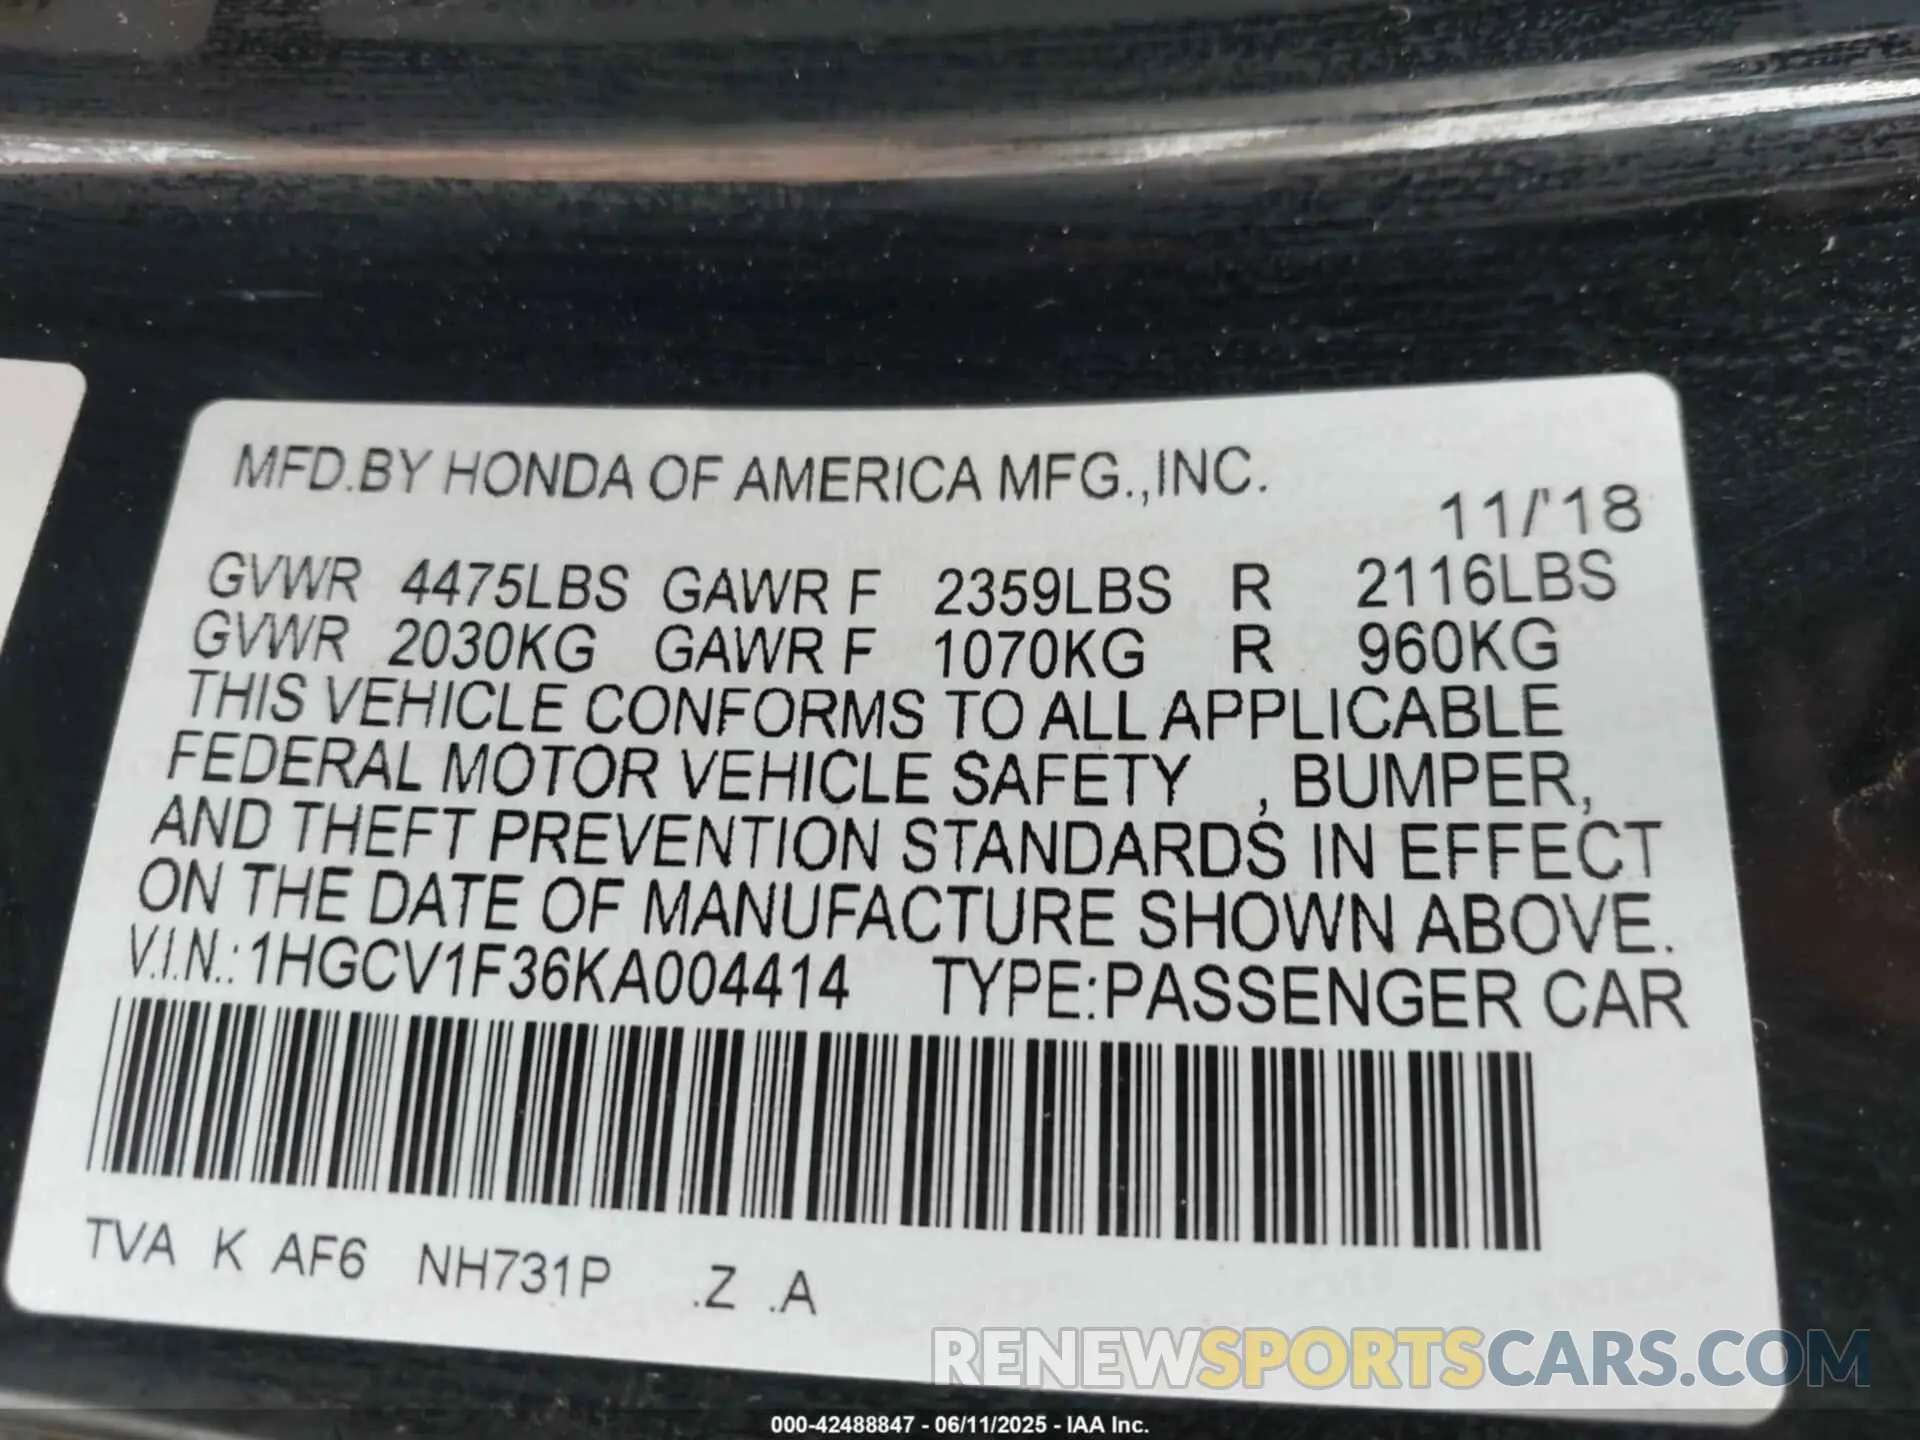 MFD.BY HONDA OF AMERICA MFG.,INC.
11/'18
GVWR 4475LBS GAWR F 2359LBS R 2116LBS
GVWR 2030KG GAWR F 1070KG R 960KG
THIS VEHICLE CONFORMS TO ALL APPLICABLE
FEDERAL MOTOR VEHICLE SAFETY , BUMPER,
AND THEFT PREVENTION STANDARDS IN EFFECT
ON THE DATE OF MANUFACTURE SHOWN ABOVE.
V.I.N.:1HGCV1F36KA004414 TYPE:PASSENGER CAR
TVA K AF6 NH731P .Z .A
RENEWSPORTSCARS.COM
000-42488847 - 06/11/2025 - IAA Inc.